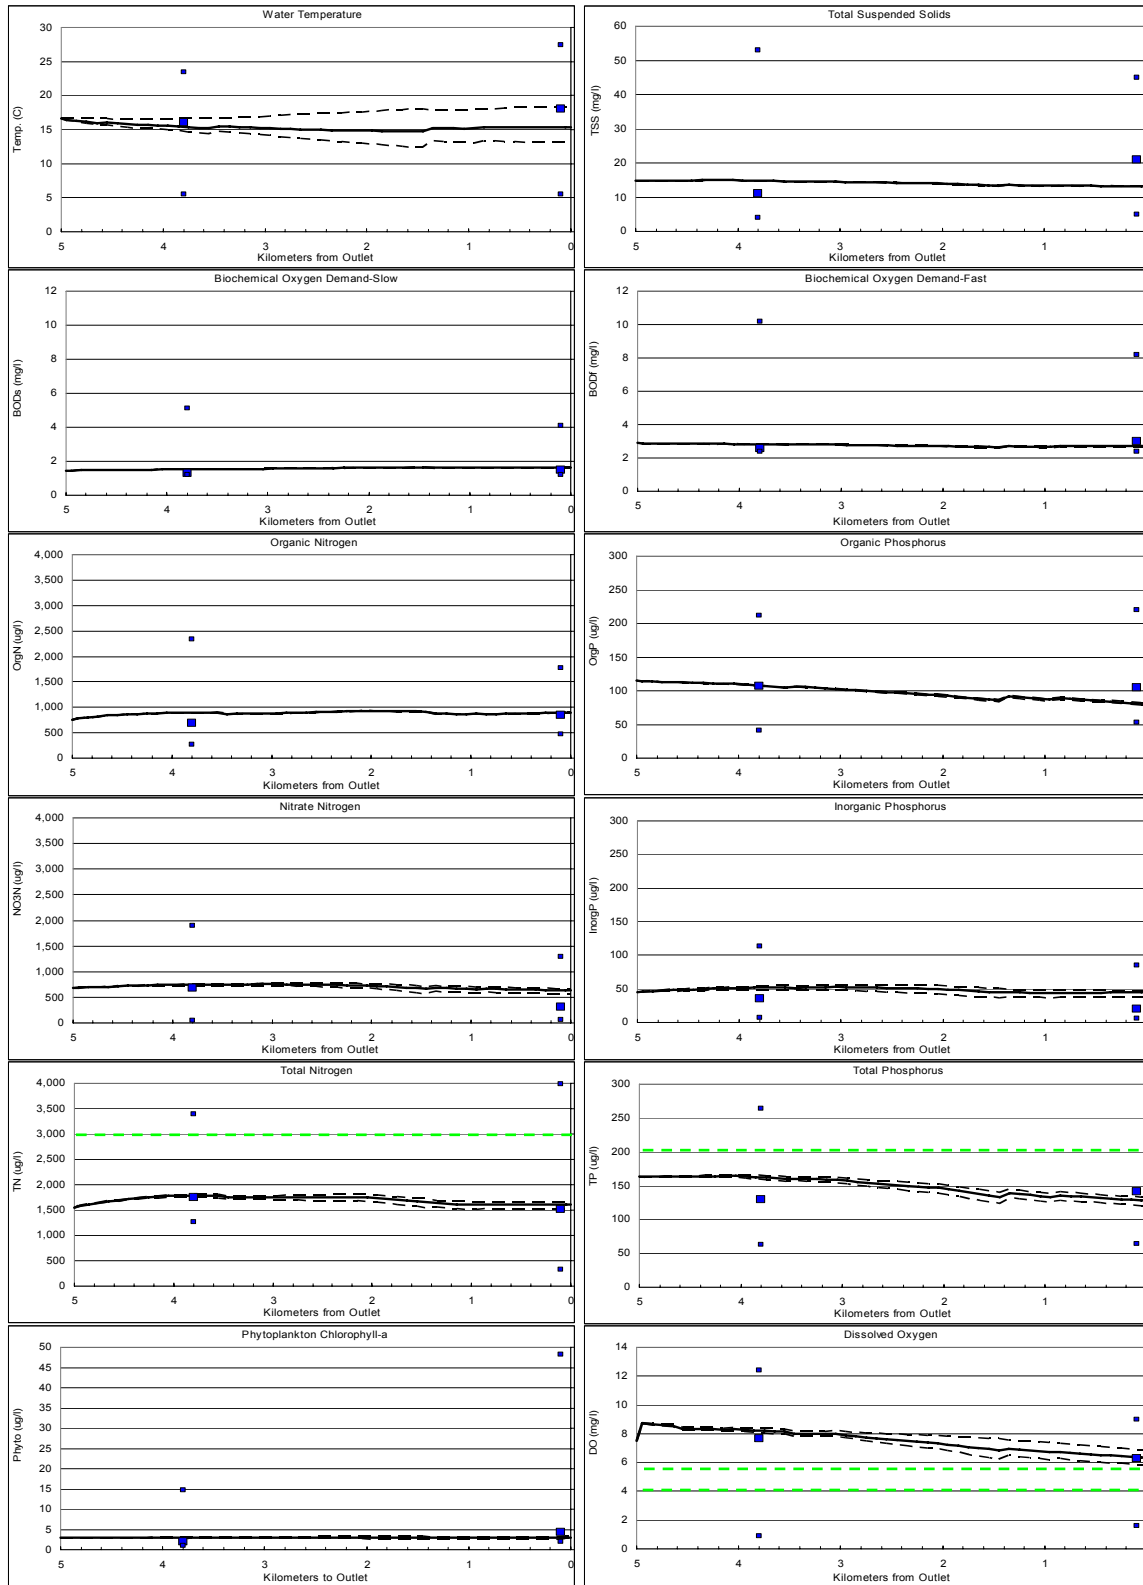 Water Temperature
Temp. (C)
35
30
25
20
15
10
5
0
5 4 3 2 1 0
Kilometers from Outlet
Total Suspended Solids
TSS (mg/l)
60
50
40
30
20
10
0
5 4 3 2 1
Kilometers from Outlet
Biochemical Oxygen Demand-Slow
BODs (mg/l)
12
10
8
6
4
2
0
5 4 3 2 1 0
Kilometers from Outlet
Biochemical Oxygen Demand-Fast
BODf (mg/l)
12
10
8
6
4
2
0
5 4 3 2 1
Kilometers from Outlet
Organic Nitrogen
OrgN (ug/l)
4,000
3,500
3,000
2,500
2,000
1,500
1,000
500
0
5 4 3 2 1 0
Kilometers from Outlet
Organic Phosphorus
OrgP (ug/l)
300
250
200
150
100
50
0
5 4 3 2 1
Kilometers from Outlet
Nitrate Nitrogen
NO3N (ug/l)
4,000
3,500
3,000
2,500
2,000
1,500
1,000
500
0
5 4 3 2 1 0
Kilometers from Outlet
Inorganic Phosphorus
InorgP (ug/l)
300
250
200
150
100
50
0
5 4 3 2 1
Kilometers from Outlet
Total Nitrogen
TN (ug/l)
4,000
3,500
3,000
2,500
2,000
1,500
1,000
500
0
5 4 3 2 1 0
Kilometers from Outlet
Total Phosphorus
TP (ug/l)
300
250
200
150
100
50
0
5 4 3 2 1
Kilometers from Outlet
Phytoplankton Chlorophyll-a
Phyto (ug/l)
50
45
40
35
30
25
20
15
10
5
0
5 4 3 2 1 0
Kilometers to Outlet
Dissolved Oxygen
DO (mg/l)
14
12
10
8
6
4
2
0
5 4 3 2 1
Kilometers from Outlet